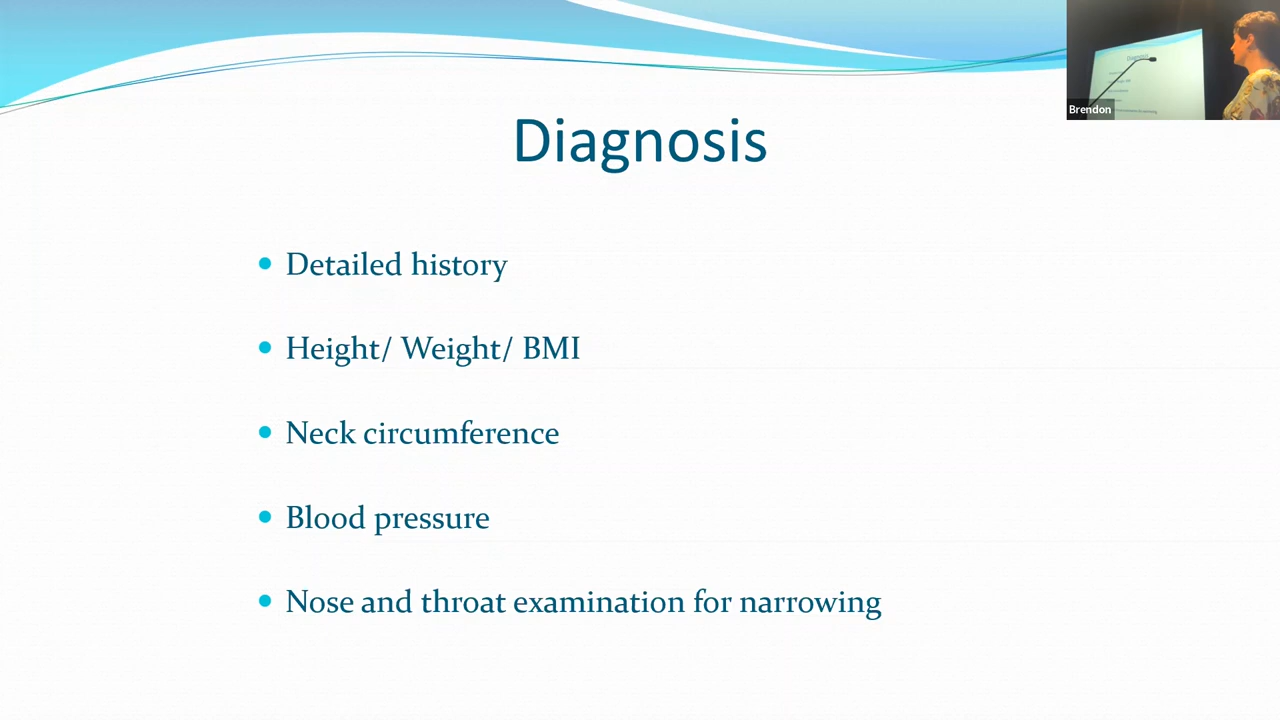 Brendon
Diagnosis
Detailed history
Height/ Weight/ BMI
Neck circumference
Blood pressure
Nose and throat examination for narrowing